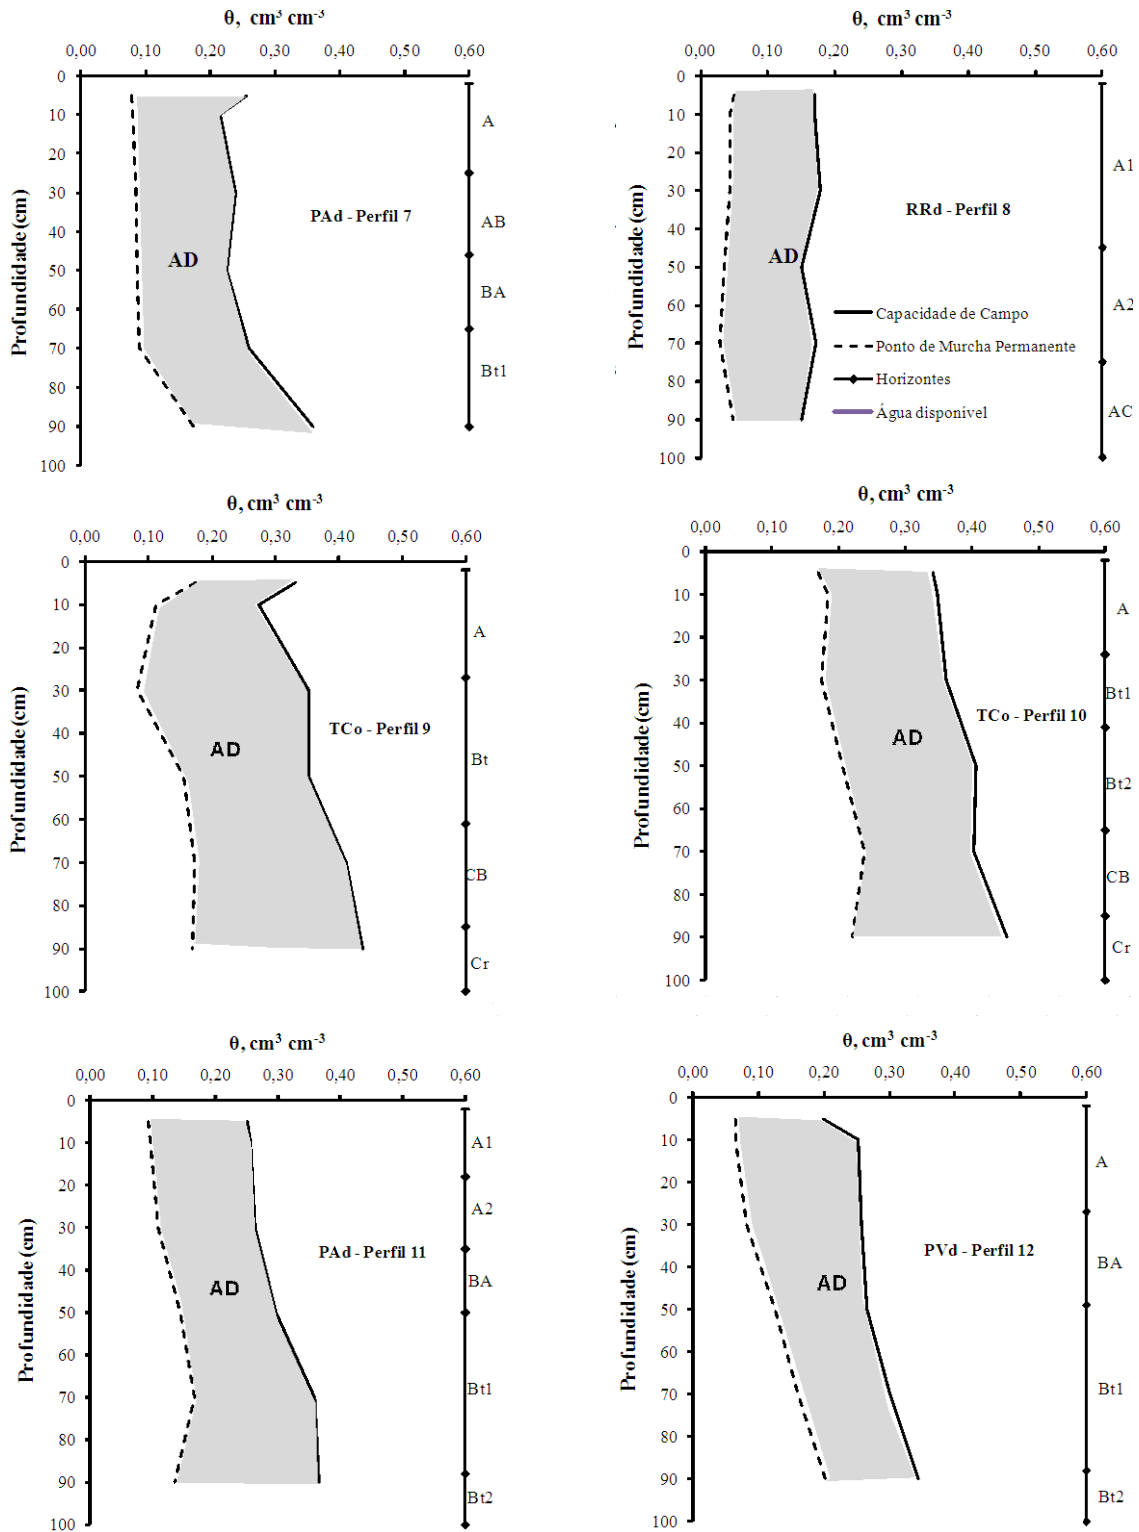 θ, cm³ cm⁻³
0,00 0,10 0,20 0,30 0,40 0,50 0,60
0
10
20
30
40
50
60
70
80
90
100
Profundidade (cm)
PAd - Perfil 7
AD
A
AB
BA
Bt1
θ, cm³ cm⁻³
0,00 0,10 0,20 0,30 0,40 0,50 0,60
0
10
20
30
40
50
60
70
80
90
100
Profundidade (cm)
RRd - Perfil 8
AD
Capacidade de Campo
Ponto de Murcha Permanente
Horizontes
Água disponível
A1
A2
AC
θ, cm³ cm⁻³
0,00 0,10 0,20 0,30 0,40 0,50 0,60
0
10
20
30
40
50
60
70
80
90
100
Profundidade (cm)
TCo - Perfil 9
AD
A
Bt
CB
Cr
θ, cm³ cm⁻³
0,00 0,10 0,20 0,30 0,40 0,50 0,60
0
10
20
30
40
50
60
70
80
90
100
Profundidade (cm)
TCo - Perfil 10
AD
A
Bt1
Bt2
CB
Cr
θ, cm³ cm⁻³
0,00 0,10 0,20 0,30 0,40 0,50 0,60
0
10
20
30
40
50
60
70
80
90
100
Profundidade (cm)
PAd - Perfil 11
AD
A1
A2
BA
Bt1
Bt2
θ, cm³ cm⁻³
0,00 0,10 0,20 0,30 0,40 0,50 0,60
0
10
20
30
40
50
60
70
80
90
100
Profundidade (cm)
PVd - Perfil 12
AD
A
BA
Bt1
Bt2